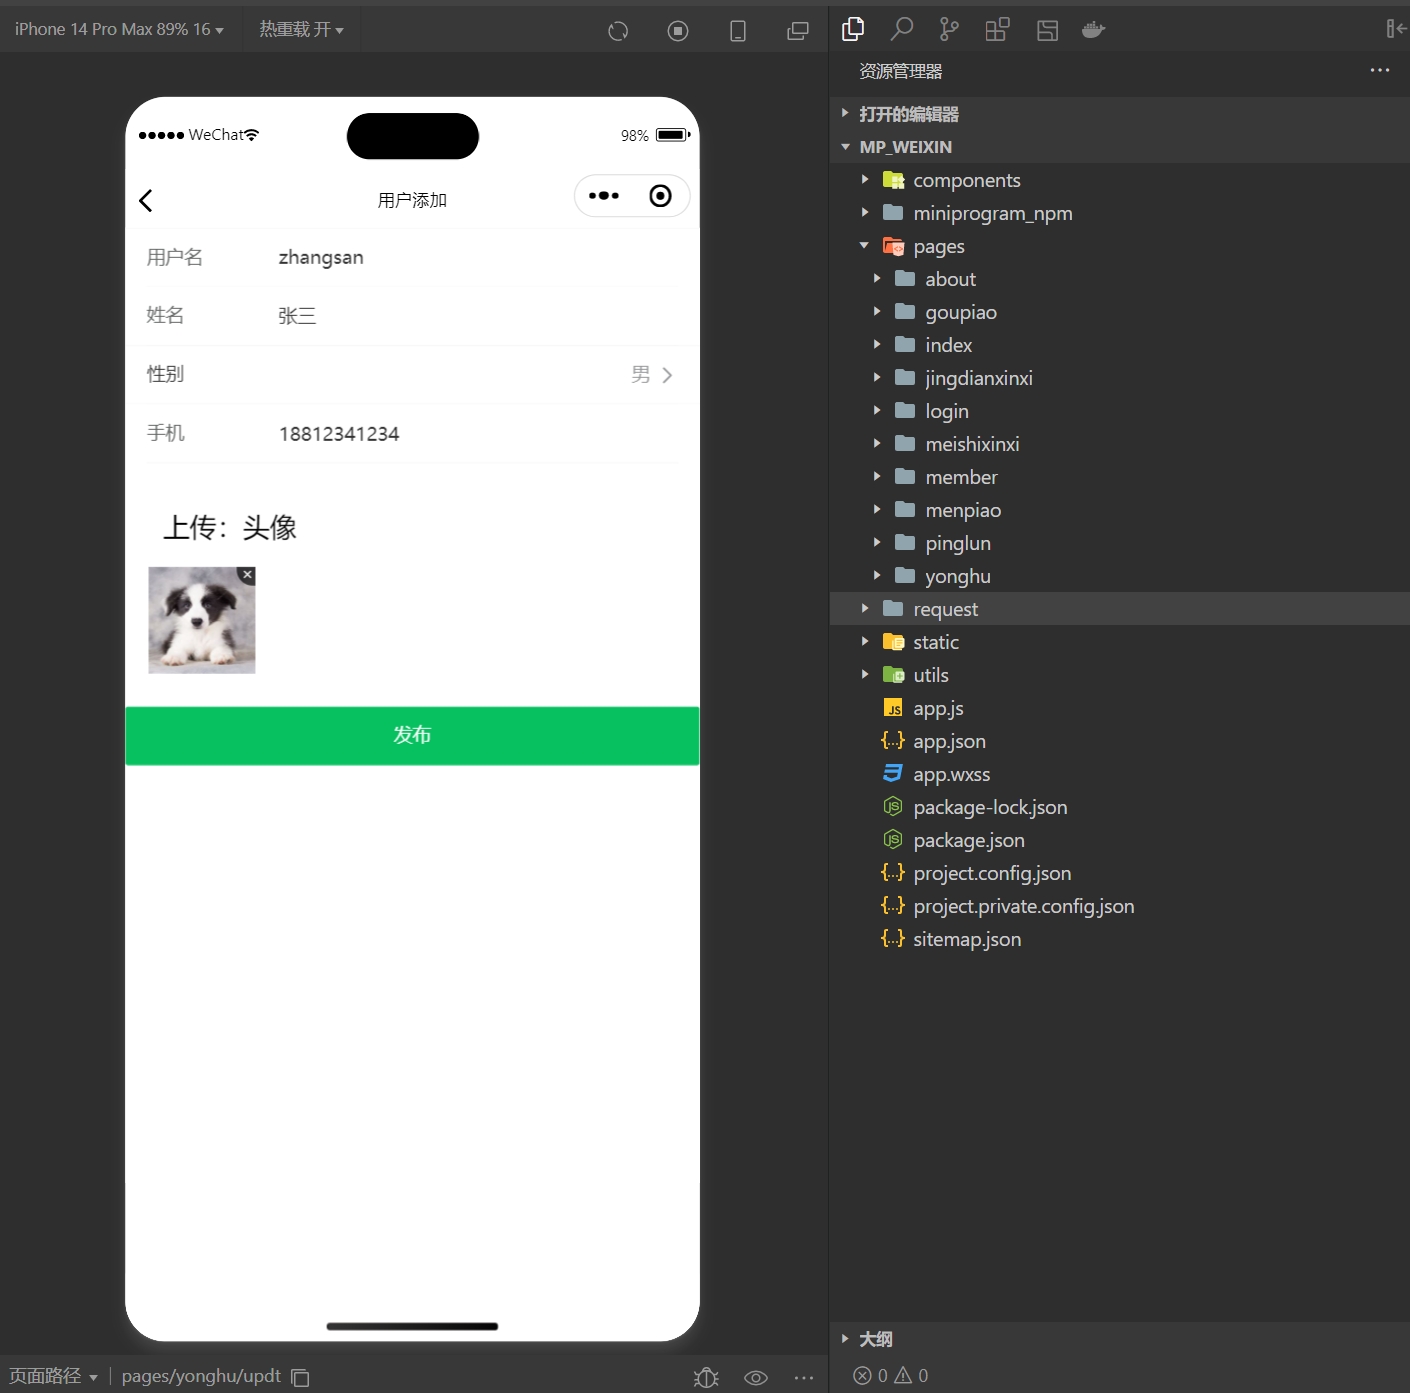 iPhone 14 Pro Max 89% 16
热重载 开
WeChat
98%
用户添加
用户名
zhangsan
姓名
张三
性别
男
手机
18812341234
上传：头像
发布
页面路径
pages/yonghu/updt
资源管理器
打开的编辑器
MP_WEIXIN
components
miniprogram_npm
pages
about
goupiao
index
jingdianxinxi
login
meishixinxi
member
menpiao
pinglun
yonghu
request
static
utils
app.js
app.json
app.wxss
package-lock.json
package.json
project.config.json
project.private.config.json
sitemap.json
大纲
0
0